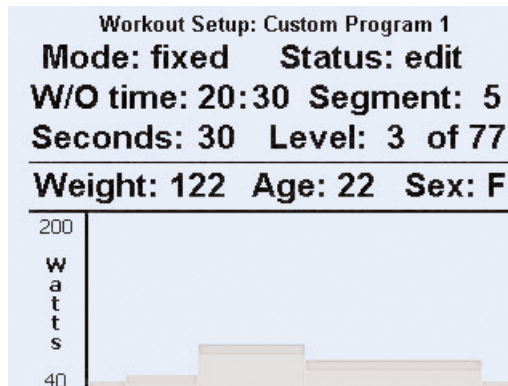 Workout Setup: Custom Program 1
Mode: fixed Status: edit
W/O time: 20:30 Segment: 5
Seconds: 30 Level: 3 of 77
Weight: 122 Age: 22 Sex: F
200
Watts
40